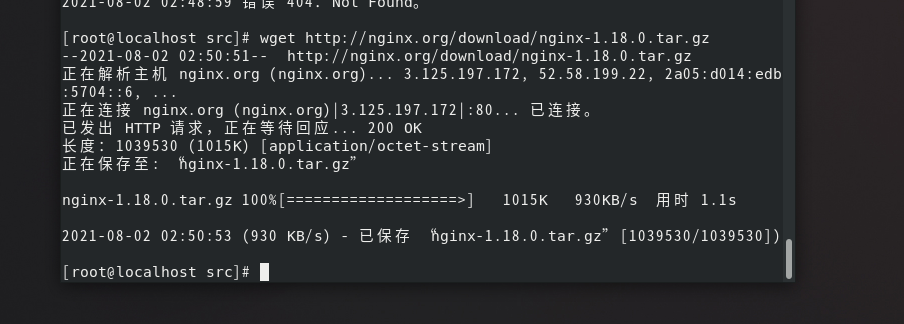 2021-08-02 02:48:59 错误 404: Not Found。
[root@localhost src]# wget http://nginx.org/download/nginx-1.18.0.tar.gz
--2021-08-02 02:50:51--  http://nginx.org/download/nginx-1.18.0.tar.gz
正在解析主机 nginx.org (nginx.org)... 3.125.197.172, 52.58.199.22, 2a05:d014:edb
:5704::6, ...
正在连接 nginx.org (nginx.org)|3.125.197.172|:80... 已连接。
已发出 HTTP 请求，正在等待回应... 200 OK
长度：1039530 (1015K) [application/octet-stream]
正在保存至: “nginx-1.18.0.tar.gz”
nginx-1.18.0.tar.gz 100%[===================>]   1015K   930KB/s  用时 1.1s
2021-08-02 02:50:53 (930 KB/s) - 已保存 “nginx-1.18.0.tar.gz” [1039530/1039530])
[root@localhost src]#